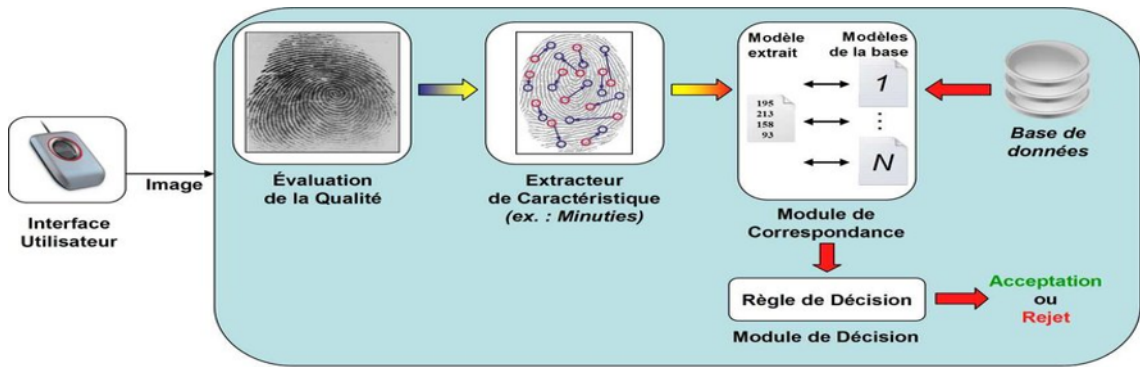 Interface
Utilisateur
Image
Évaluation
de la Qualité
Extracteur
de Caractéristique
(ex. : Minuties)
Modèle
extrait
Modèles
de la base
195
213
158
93
1
⋮
N
Module de
Correspondance
Base de
données
Règle de Décision
Module de Décision
Acceptation
ou
Rejet